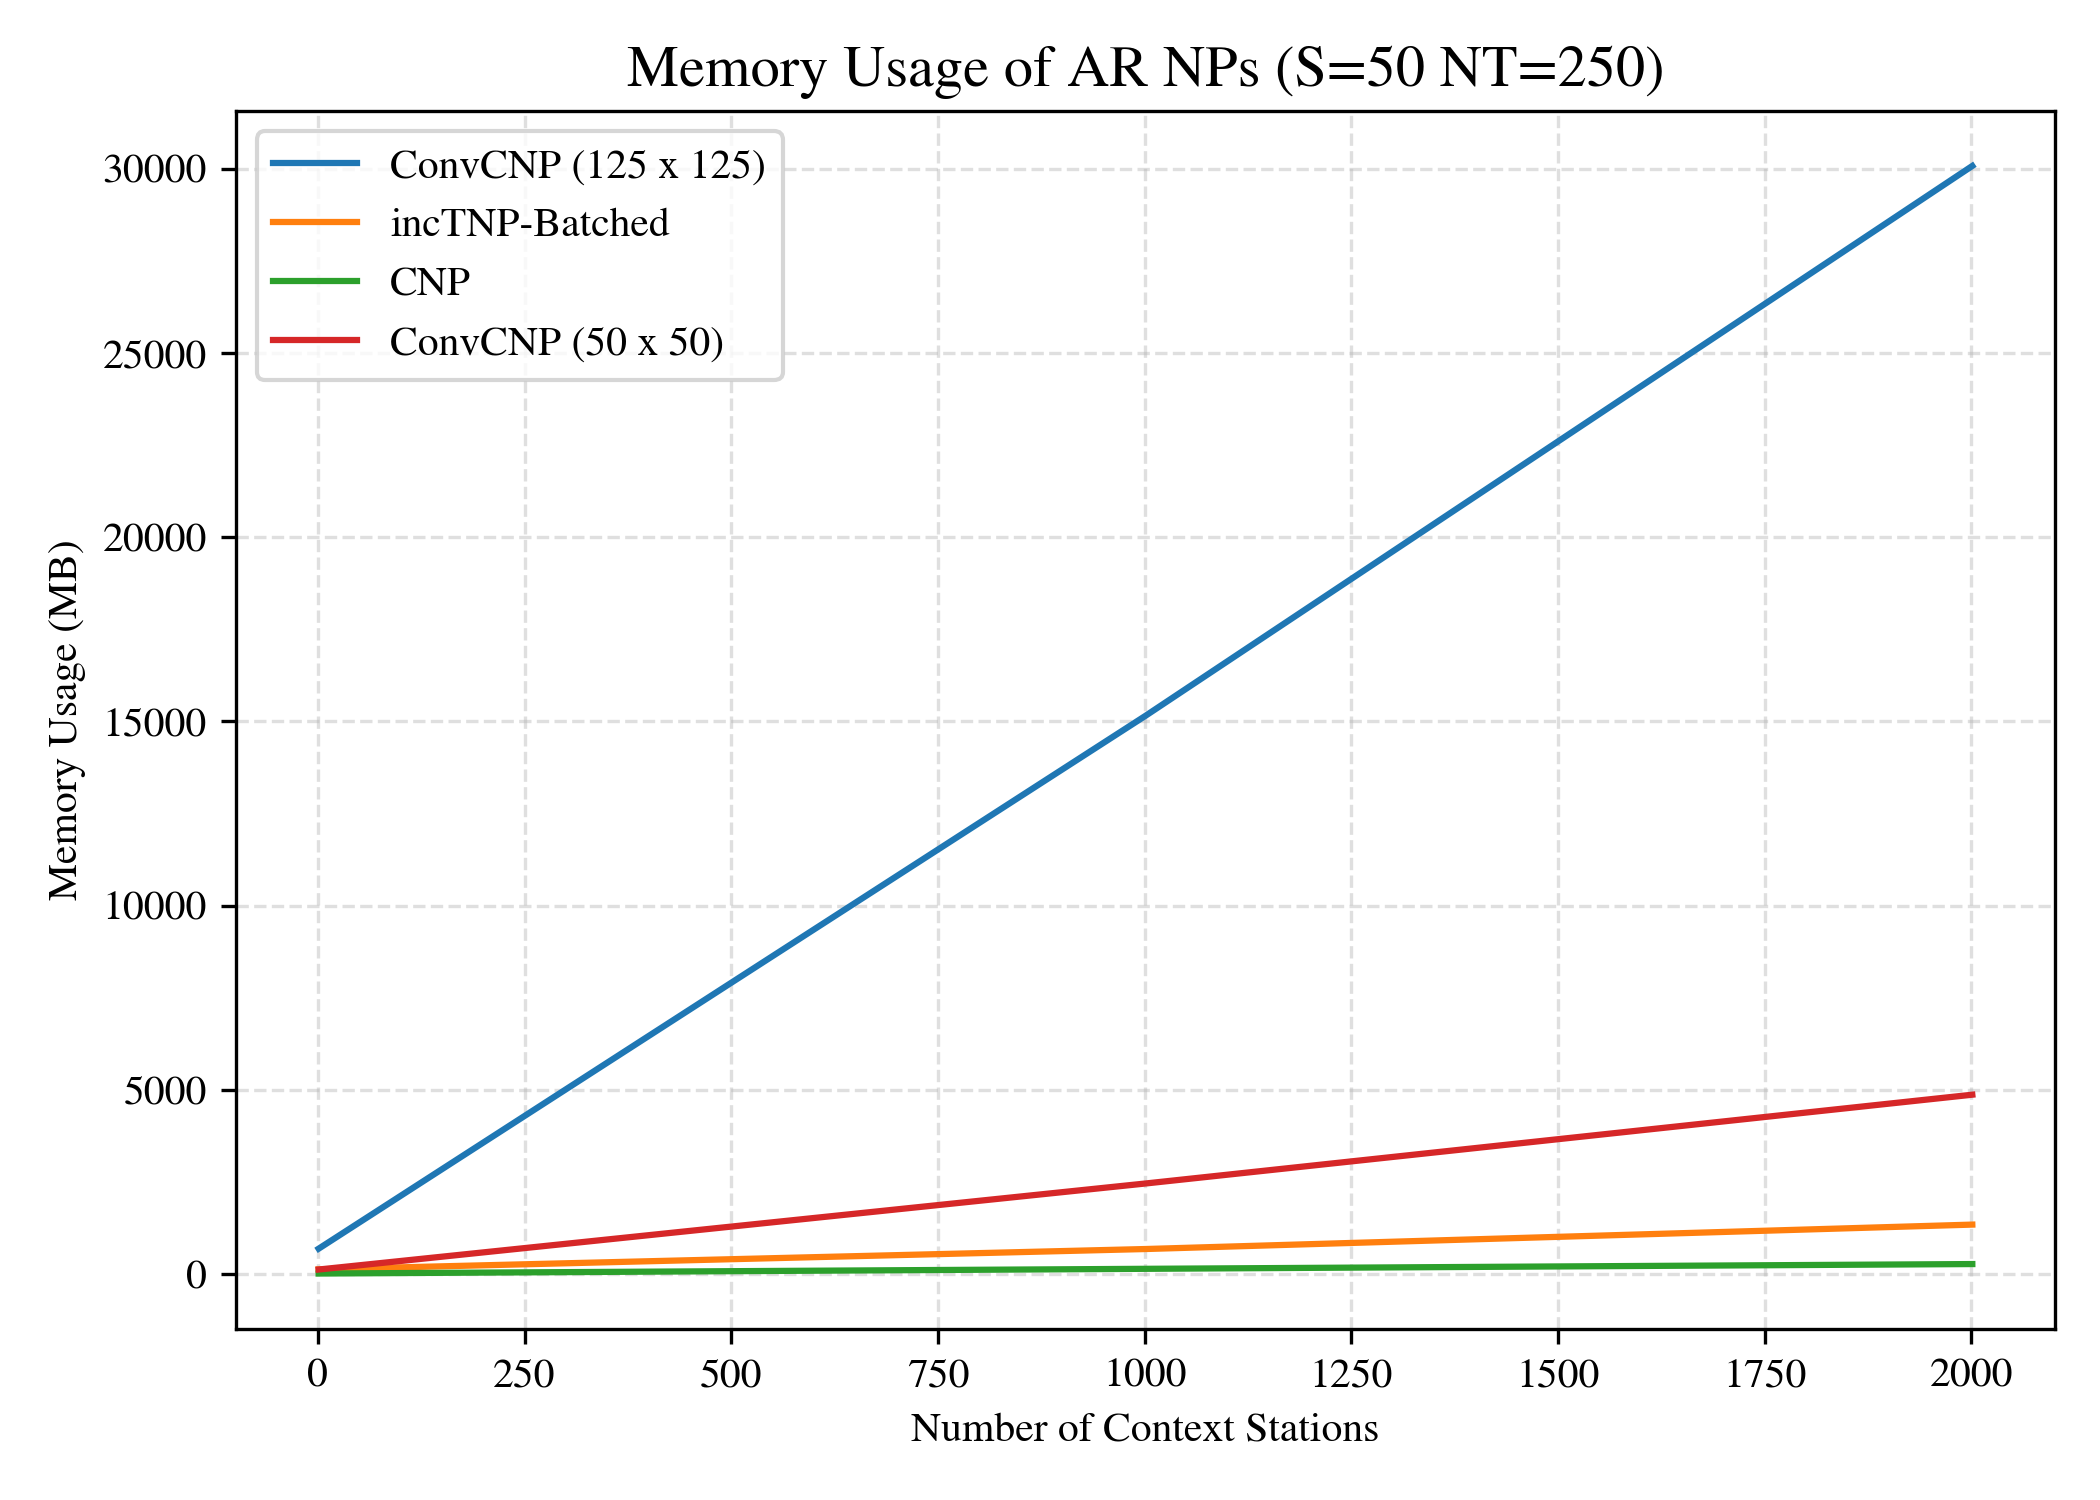 Memory Usage of AR NPs (S=50 NT=250)
ConvCNP (125 x 125)
incTNP-Batched
CNP
ConvCNP (50 x 50)
Memory Usage (MB)
30000
25000
20000
15000
10000
5000
0
0 250 500 750 1000 1250 1500 1750 2000
Number of Context Stations